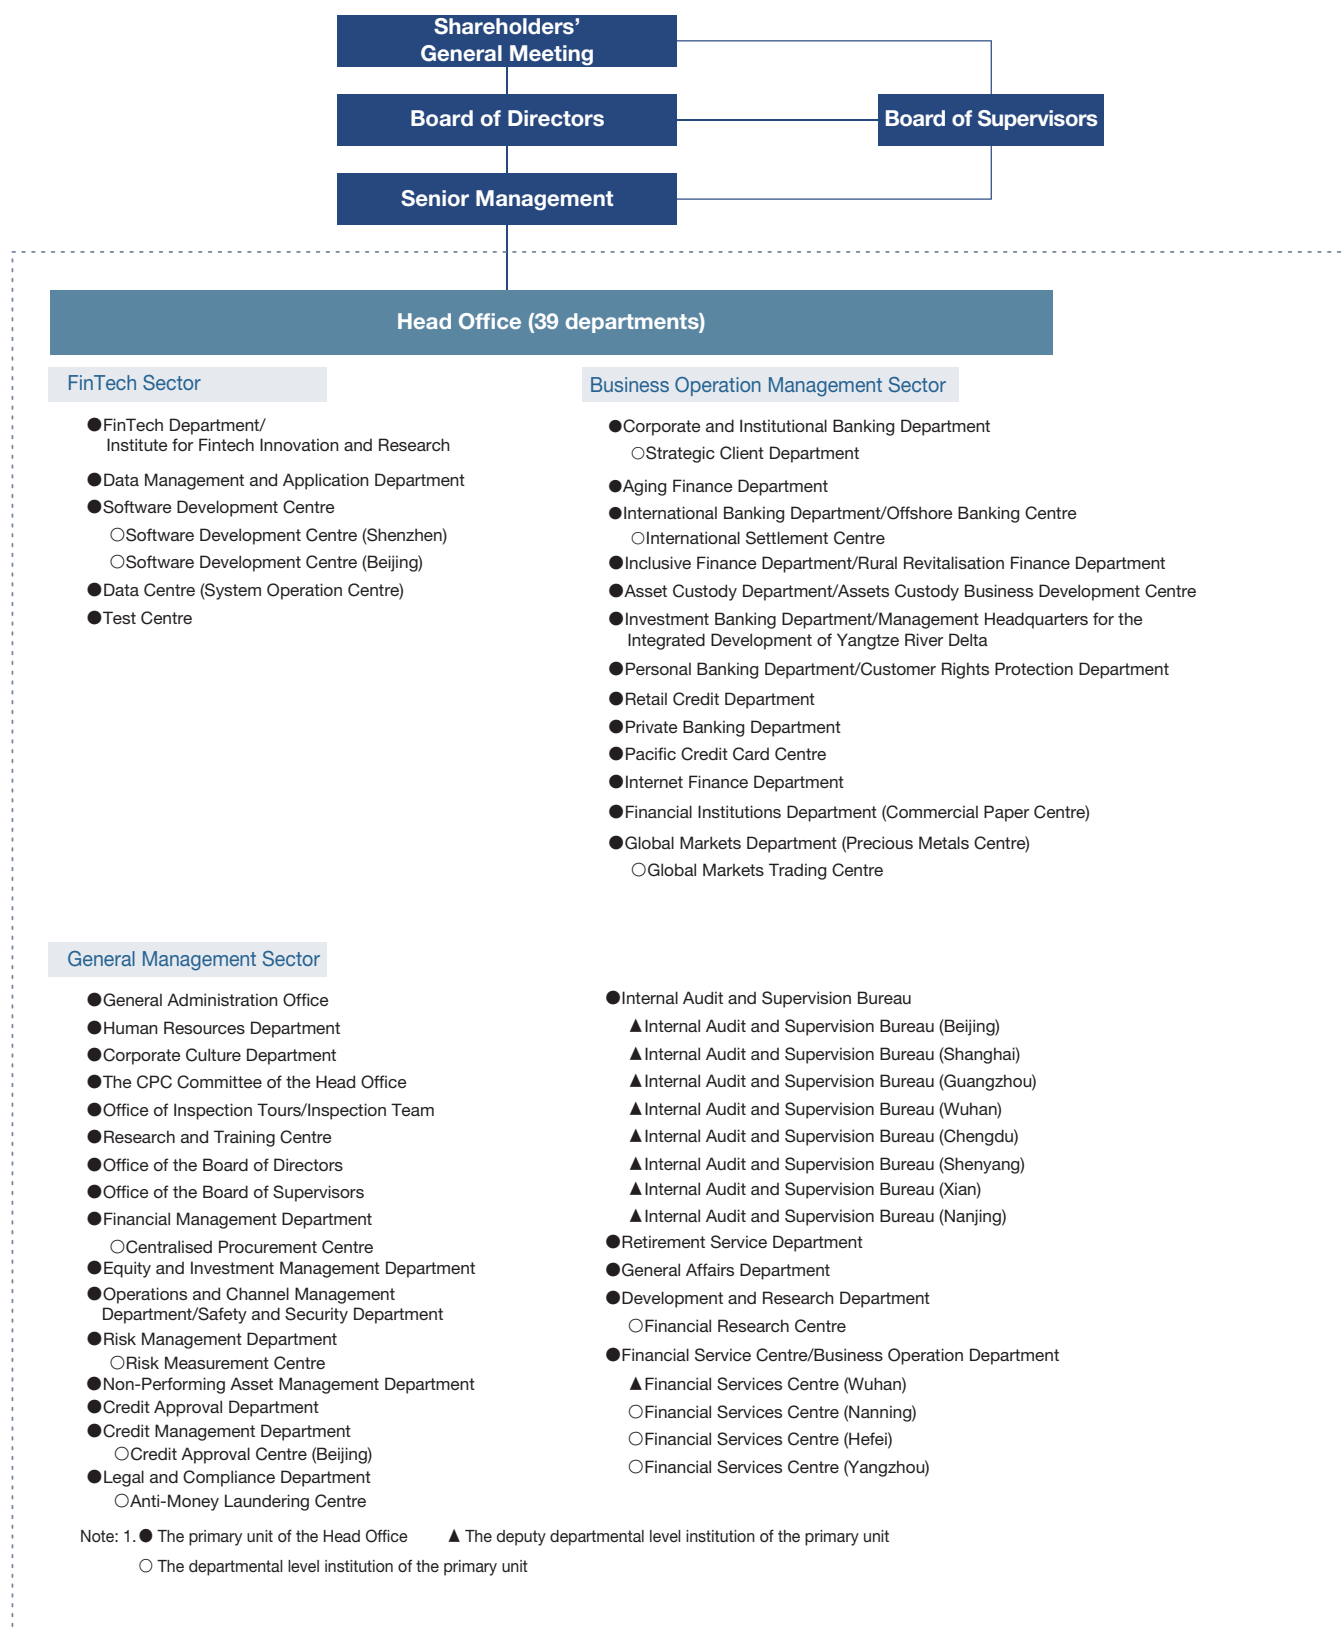 Shareholders’
General Meeting
Board of Directors
Board of Supervisors
Senior Management
Head Office (39 departments)
FinTech Sector
●FinTech Department/
Institute for Fintech Innovation and Research
●Data Management and Application Department
●Software Development Centre
○Software Development Centre (Shenzhen)
○Software Development Centre (Beijing)
●Data Centre (System Operation Centre)
●Test Centre
Business Operation Management Sector
●Corporate and Institutional Banking Department
○Strategic Client Department
●Aging Finance Department
●International Banking Department/Offshore Banking Centre
○International Settlement Centre
●Inclusive Finance Department/Rural Revitalisation Finance Department
●Asset Custody Department/Assets Custody Business Development Centre
●Investment Banking Department/Management Headquarters for the
Integrated Development of Yangtze River Delta
●Personal Banking Department/Customer Rights Protection Department
●Retail Credit Department
●Private Banking Department
●Pacific Credit Card Centre
●Internet Finance Department
●Financial Institutions Department (Commercial Paper Centre)
●Global Markets Department (Precious Metals Centre)
○Global Markets Trading Centre
General Management Sector
●General Administration Office
●Human Resources Department
●Corporate Culture Department
●The CPC Committee of the Head Office
●Office of Inspection Tours/Inspection Team
●Research and Training Centre
●Office of the Board of Directors
●Office of the Board of Supervisors
●Financial Management Department
○Centralised Procurement Centre
●Equity and Investment Management Department
●Operations and Channel Management
Department/Safety and Security Department
●Risk Management Department
○Risk Measurement Centre
●Non-Performing Asset Management Department
●Credit Approval Department
●Credit Management Department
○Credit Approval Centre (Beijing)
●Legal and Compliance Department
○Anti-Money Laundering Centre
●Internal Audit and Supervision Bureau
▲Internal Audit and Supervision Bureau (Beijing)
▲Internal Audit and Supervision Bureau (Shanghai)
▲Internal Audit and Supervision Bureau (Guangzhou)
▲Internal Audit and Supervision Bureau (Wuhan)
▲Internal Audit and Supervision Bureau (Chengdu)
▲Internal Audit and Supervision Bureau (Shenyang)
▲Internal Audit and Supervision Bureau (Xian)
▲Internal Audit and Supervision Bureau (Nanjing)
●Retirement Service Department
●General Affairs Department
●Development and Research Department
○Financial Research Centre
●Financial Service Centre/Business Operation Department
▲Financial Services Centre (Wuhan)
○Financial Services Centre (Nanning)
○Financial Services Centre (Hefei)
○Financial Services Centre (Yangzhou)
Note: 1. ● The primary unit of the Head Office ▲ The deputy departmental level institution of the primary unit
○ The departmental level institution of the primary unit